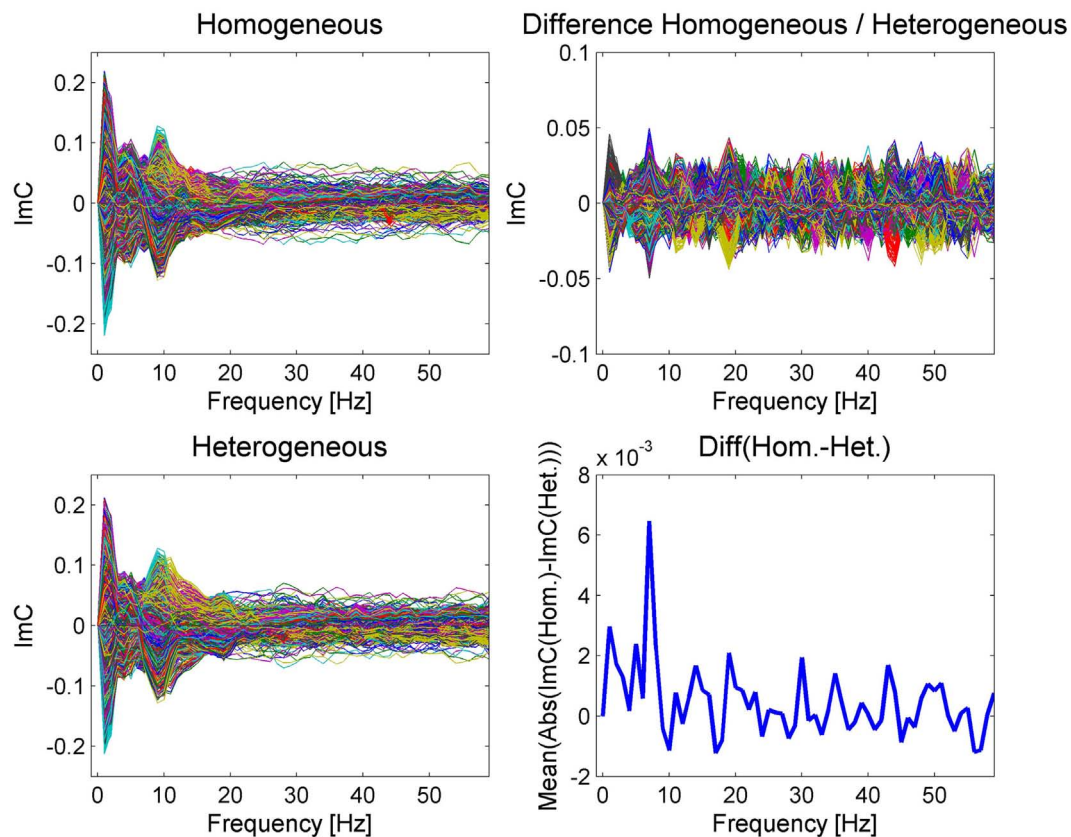 Homogeneous
0.2
0.1
0
-0.1
-0.2
ImC
0 10 20 30 40 50
Frequency [Hz]
Difference Homogeneous / Heterogeneous
0.1
0.05
0
-0.05
-0.1
ImC
0 10 20 30 40 50
Frequency [Hz]
Heterogeneous
0.2
0.1
0
-0.1
-0.2
ImC
0 10 20 30 40 50
Frequency [Hz]
Diff(Hom.-Het.)
x 10⁻³
8
6
4
2
0
-2
Mean(Abs(ImC(Hom.)-ImC(Het.)))
0 10 20 30 40 50
Frequency [Hz]